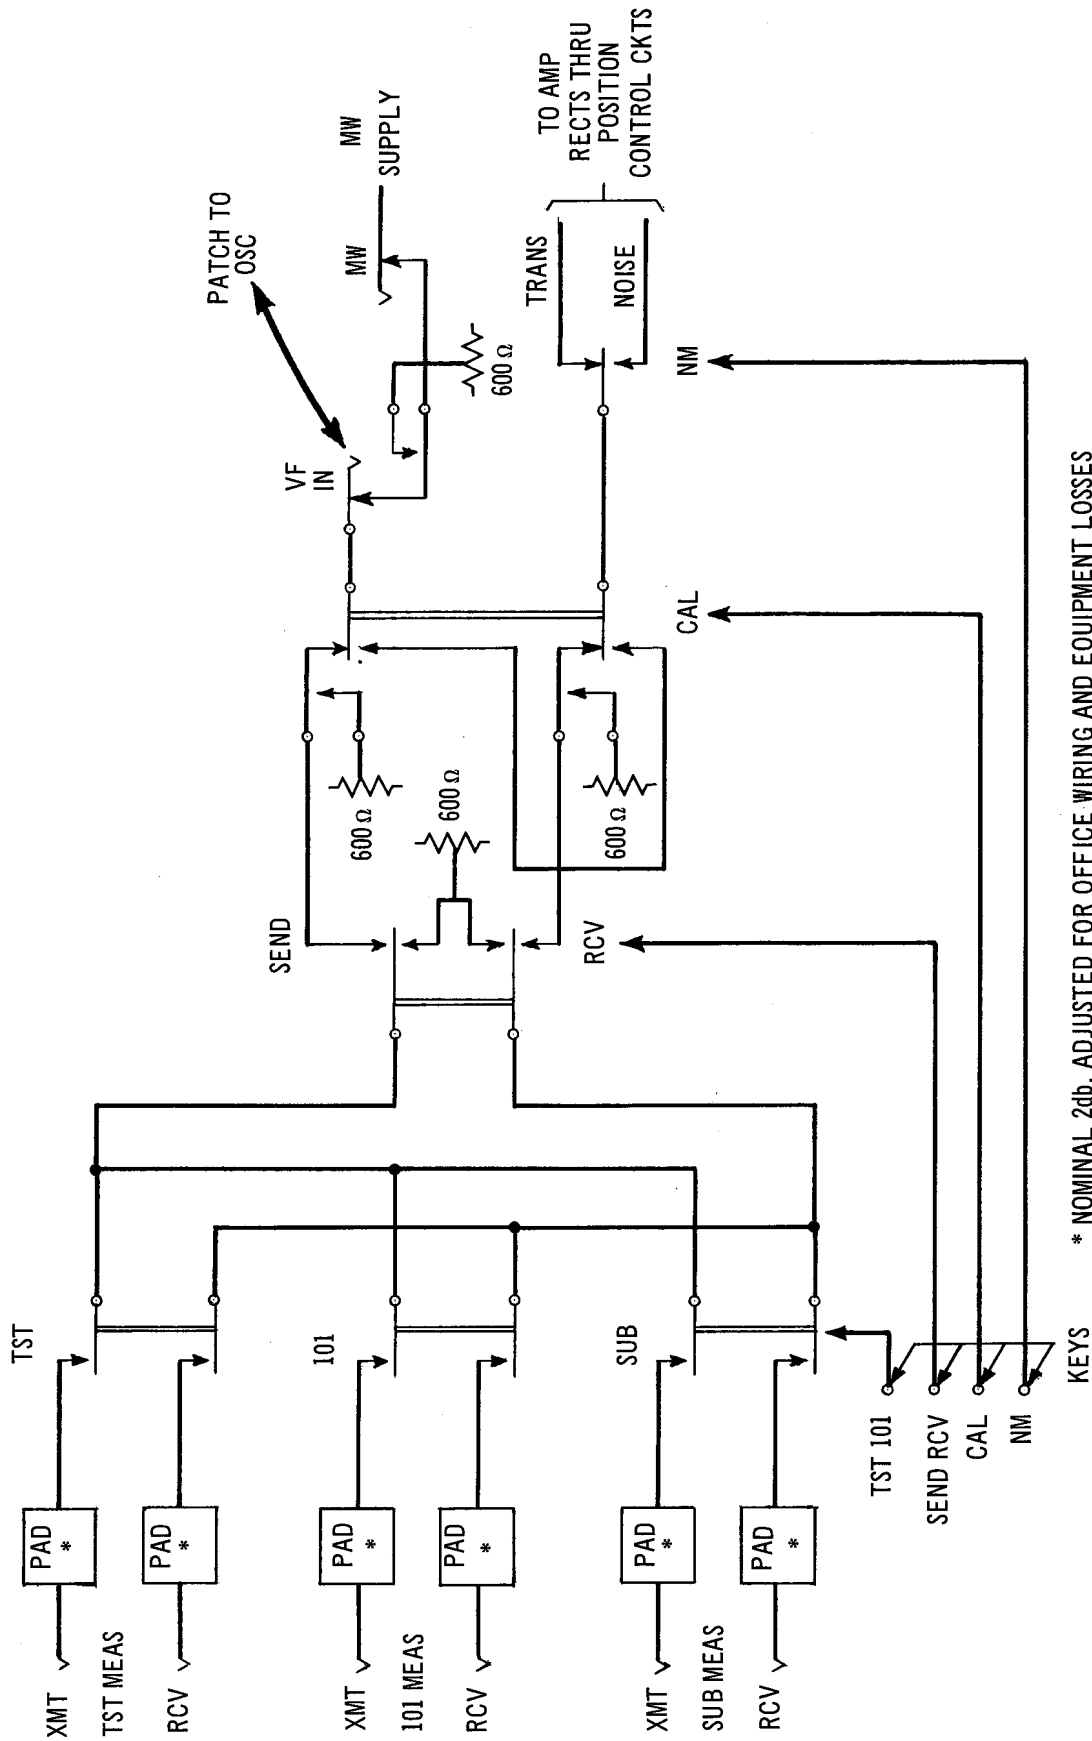 XMT
TST MEAS
RCV
PAD
*
PAD
*
TST
XMT
101 MEAS
RCV
PAD
*
PAD
*
101
XMT
SUB MEAS
RCV
PAD
*
PAD
*
SUB
SEND
RCV
600 Ω
600 Ω
600 Ω
CAL
VF
IN
PATCH TO
OSC
600 Ω
MW
MW
SUPPLY
TRANS
NOISE
NM
TO AMP
RECTS THRU
POSITION
CONTROL CKTS
TST 101
SEND RCV
CAL
NM
KEYS
* NOMINAL 2db. ADJUSTED FOR OFFICE WIRING AND EQUIPMENT LOSSES